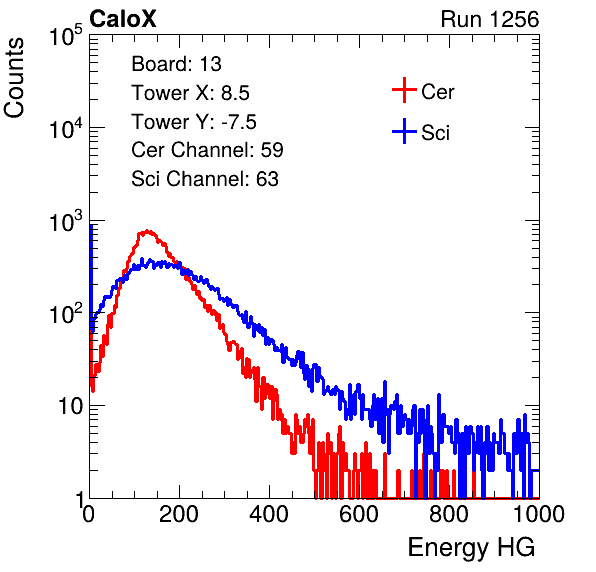 CaloX Run 1256
Counts
10^5
10^4
10^3
10^2
10
1
Board: 13
Tower X: 8.5
Tower Y: -7.5
Cer Channel: 59
Sci Channel: 63
Cer
Sci
0 200 400 600 800 1000
Energy HG